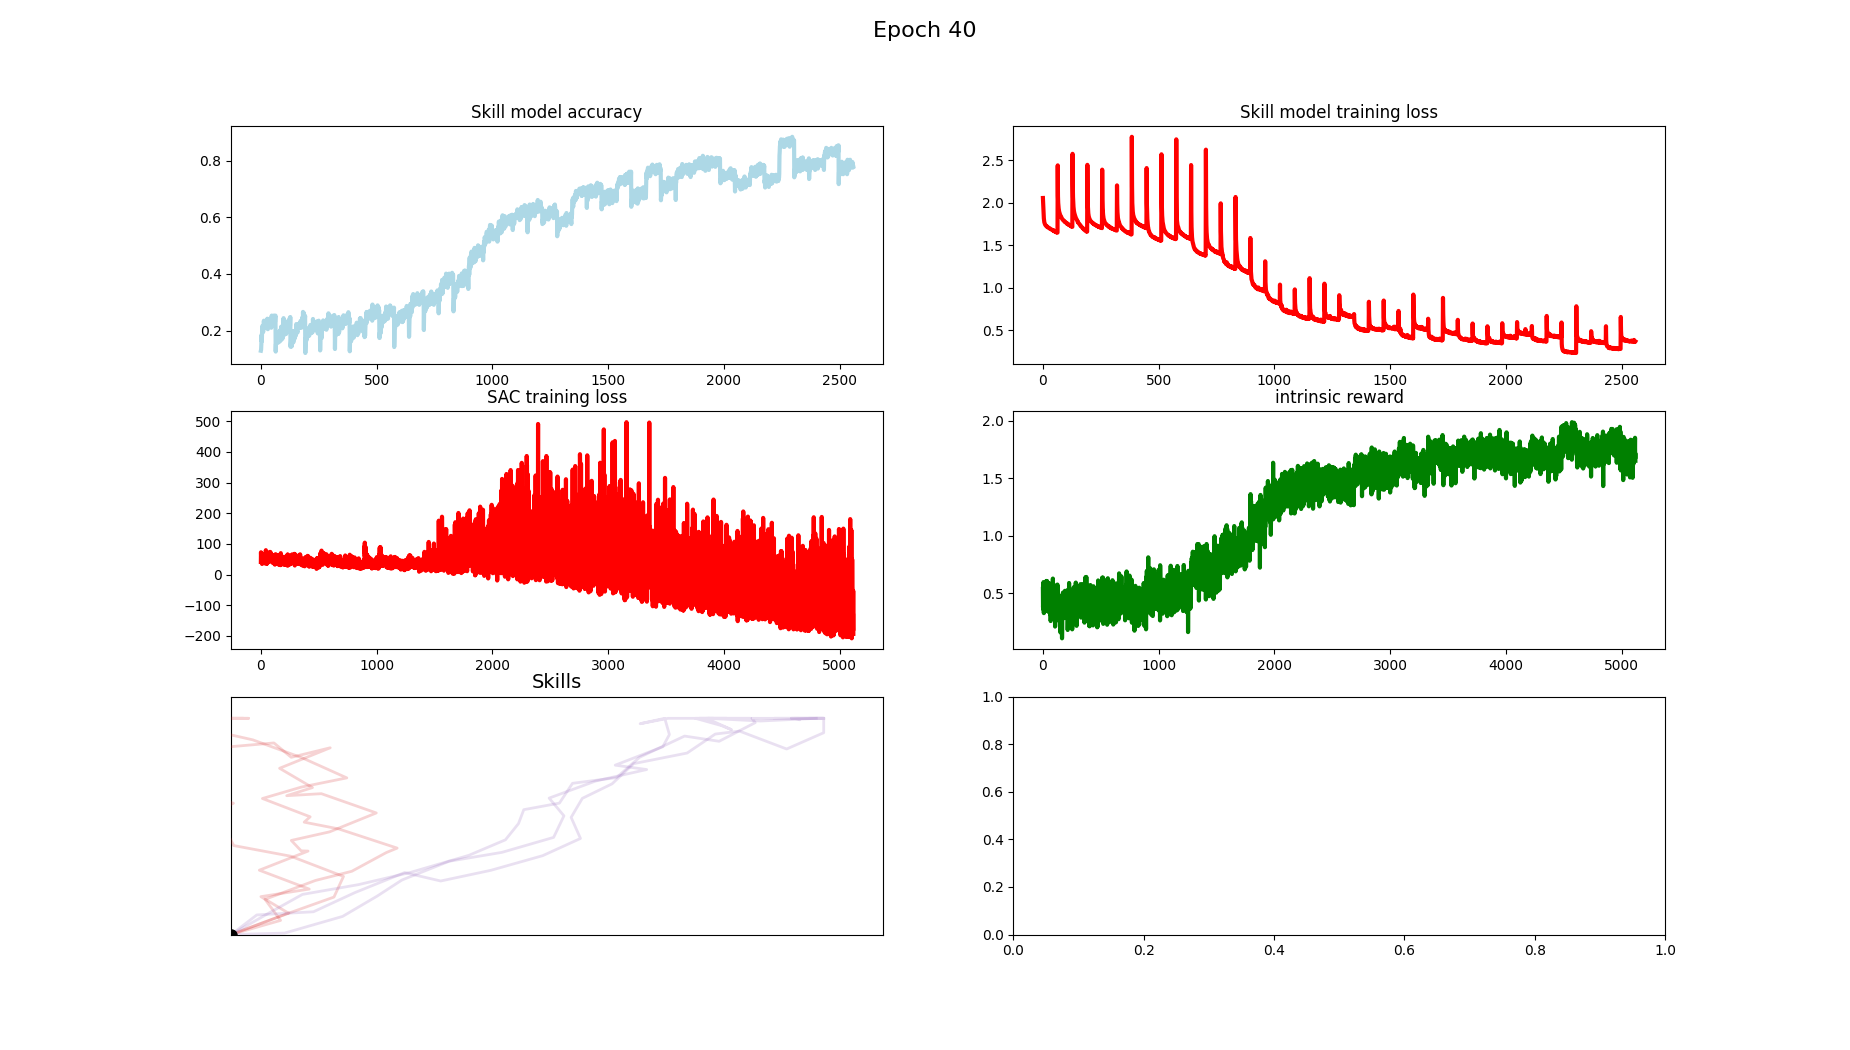 Epoch 40
Skill model accuracy
0.8
0.6
0.4
0.2
0 500 1000 1500 2000 2500
Skill model training loss
2.5
2.0
1.5
1.0
0.5
0 500 1000 1500 2000 2500
SAC training loss
500
400
300
200
100
0
−100
−200
0 1000 2000 3000 4000 5000
intrinsic reward
2.0
1.5
1.0
0.5
0 1000 2000 3000 4000 5000
Skills
1.0
0.8
0.6
0.4
0.2
0.0
0.0 0.2 0.4 0.6 0.8 1.0